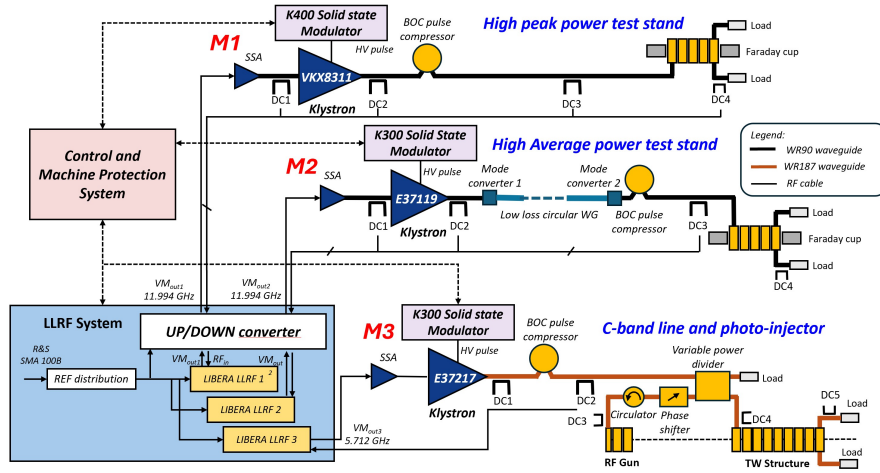 K400 Solid state
Modulator
High peak power test stand
BOC pulse
compressor
M1
SSA
HV pulse
VKX8311
Klystron
DC1
DC2
DC3
DC4
Load
Faraday cup
Load
Control and
Machine Protection
System
K300 Solid State
Modulator
High Average power test stand
M2
SSA
HV pulse
E37119
Klystron
DC1
DC2
Mode
converter 1
Low loss circular WG
Mode
converter 2
BOC pulse
compressor
DC3
DC4
Load
Faraday cup
Load
Legend:
WR90 waveguide
WR187 waveguide
RF cable
VMout1
11.994 GHz
VMout2
11.994 GHz
LLRF System
UP/DOWN converter
R&S
SMA 100B
REF distribution
VMout1
RFin
VMout
2
LIBERA LLRF 1
LIBERA LLRF 2
LIBERA LLRF 3
VMout3
5.712 GHz
K300 Solid state
Modulator
M3
SSA
HV pulse
E37217
Klystron
BOC pulse
compressor
C-band line and photo-injector
Variable power
divider
DC1
DC2
Load
DC3
Circulator
Phase
shifter
DC4
DC5
Load
RF Gun
TW Structure
Load